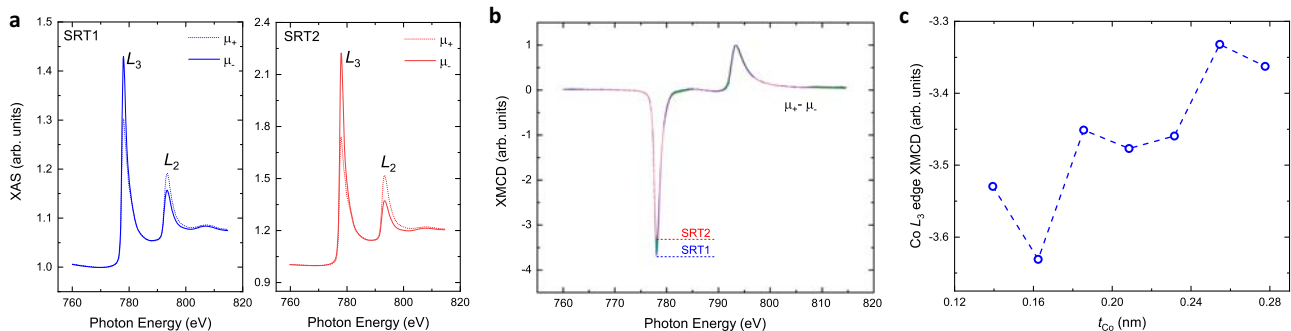 a
SRT1
μ₊
μ₋
L₃
L₂
1.5
1.4
1.3
1.2
1.1
1.0
XAS (arb. units)
760
780
800
820
Photon Energy (eV)
SRT2
μ₊
μ₋
L₃
L₂
2.4
2.1
1.8
1.5
1.2
0.9
760
780
800
820
Photon Energy (eV)
b
1
0
-1
-2
-3
-4
XMCD (arb. units)
μ₊- μ₋
SRT2
SRT1
760
770
780
790
800
810
820
Photon Energy (eV)
c
-3.3
-3.4
-3.5
-3.6
Co L₃ edge XMCD (arb. units)
0.12
0.16
0.20
0.24
0.28
t_Co (nm)